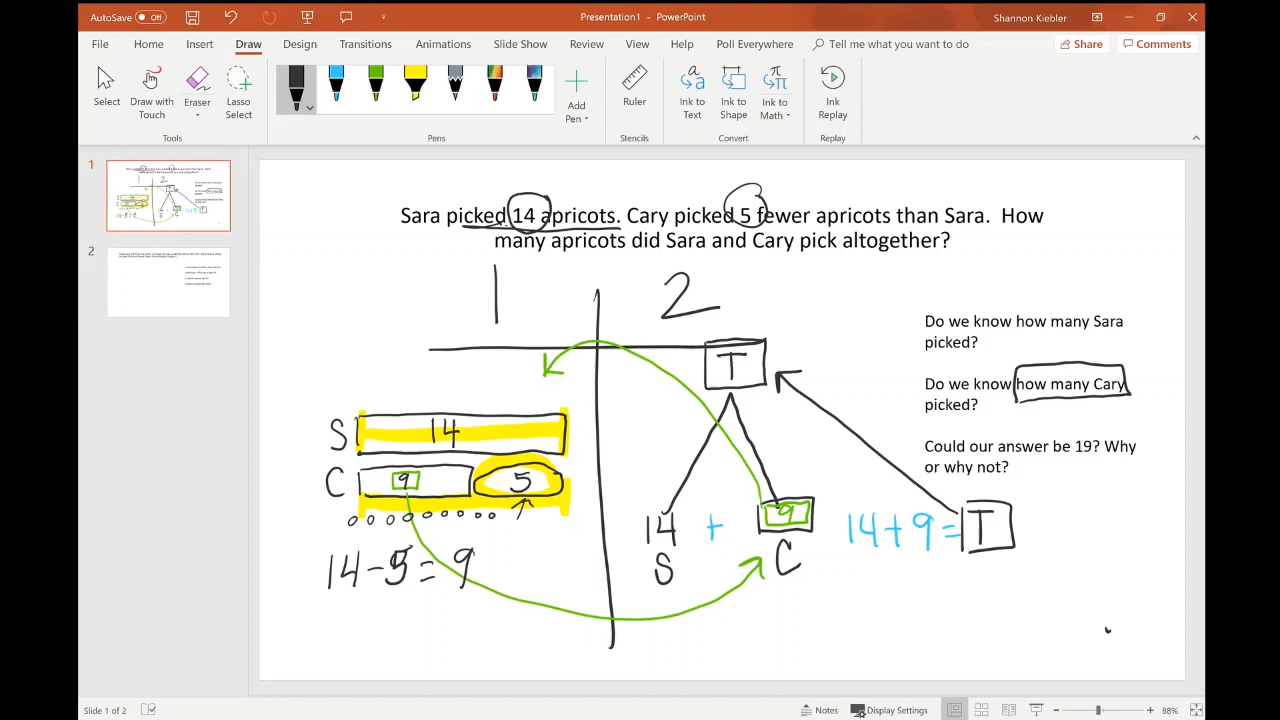 AutoSave Off
Presentation1 - PowerPoint
Shannon Kiebler
File Home Insert Draw Design Transitions Animations Slide Show Review View Help Poll Everywhere Tell me what you want to do Share Comments
Select
Draw with Touch
Eraser
Lasso Select
Add Pen
Ruler
Ink to Text
Ink to Shape
Ink to Math
Ink Replay
Tools Pens Stencils Convert Replay
1
2
Sara picked 14 apricots. Cary picked 5 fewer apricots than Sara. How
many apricots did Sara and Cary pick altogether?
1 2
T
Do we know how many Sara
picked?
Do we know how many Cary
picked?
Could our answer be 19? Why
or why not?
S 14
C 9 5
14-5=9
14 + 9
S C
14+9= T
Slide 1 of 2
Notes Display Settings 88%